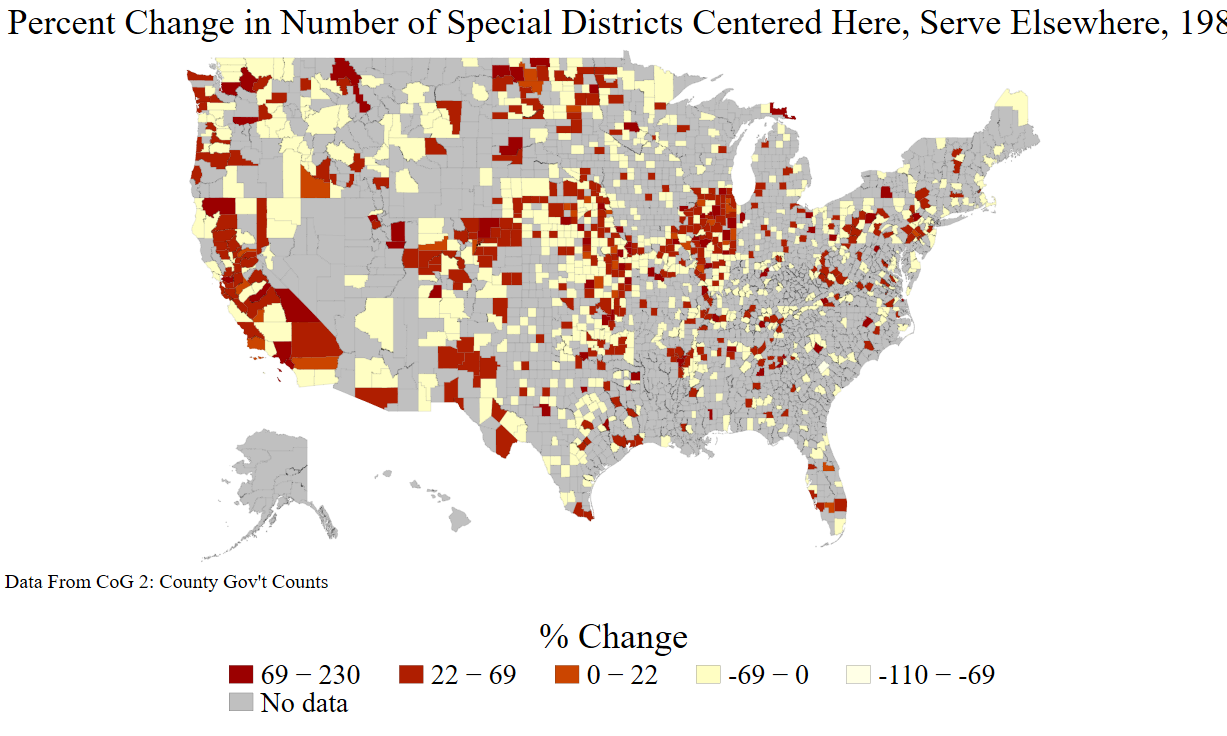 Percent Change in Number of Special Districts Centered Here, Serve Elsewhere, 198
Data From CoG 2: County Gov't Counts
% Change
69 − 230
22 − 69
0 − 22
-69 − 0
-110 − -69
No data